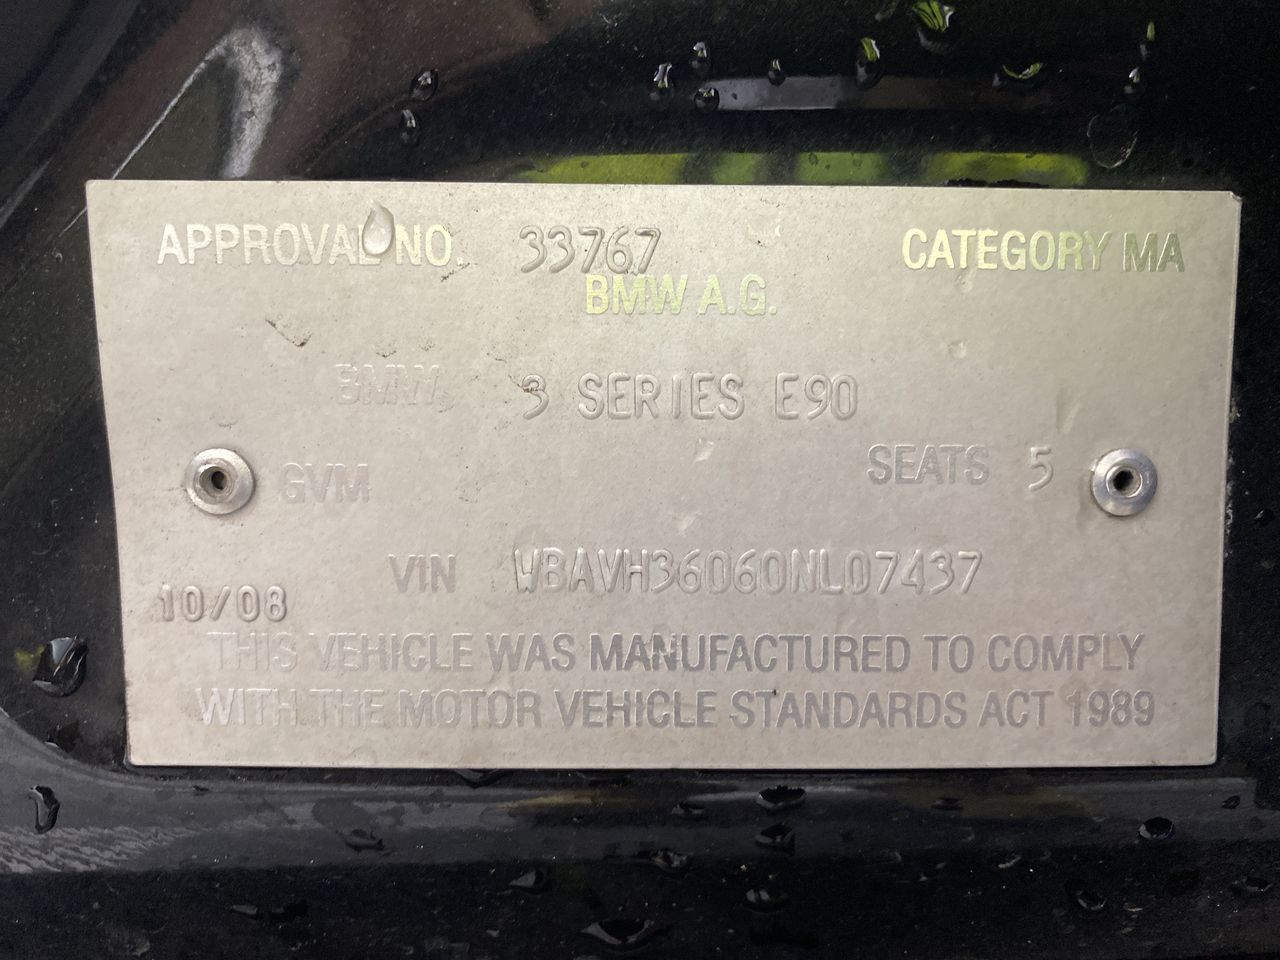 APPROVAL NO. 33767 CATEGORY MA
BMW A.G.
BMW 3 SERIES E90
SEATS 5
GVM
VIN WBAVH36060NL07437
10/08
THIS VEHICLE WAS MANUFACTURED TO COMPLY
WITH THE MOTOR VEHICLE STANDARDS ACT 1989